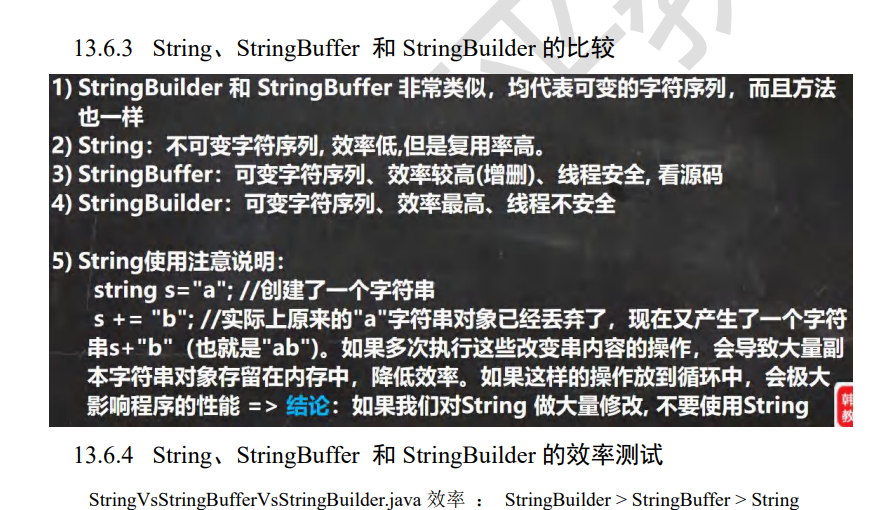 13.6.3 String、StringBuffer 和 StringBuilder 的比较
1) StringBuilder 和 StringBuffer 非常类似，均代表可变的字符序列，而且方法
也一样
2) String：不可变字符序列, 效率低,但是复用率高。
3) StringBuffer：可变字符序列、效率较高(增删)、线程安全, 看源码
4) StringBuilder：可变字符序列、效率最高、线程不安全
5) String使用注意说明：
string s="a"; //创建了一个字符串
s += "b"; //实际上原来的"a"字符串对象已经丢弃了，现在又产生了一个字符
串s+"b"（也就是"ab")。如果多次执行这些改变串内容的操作，会导致大量副
本字符串对象存留在内存中，降低效率。如果这样的操作放到循环中，会极大
影响程序的性能 => 结论：如果我们对String 做大量修改, 不要使用String
韩
教
13.6.4 String、StringBuffer 和 StringBuilder 的效率测试
StringVsStringBufferVsStringBuilder.java 效率 ： StringBuilder > StringBuffer > String